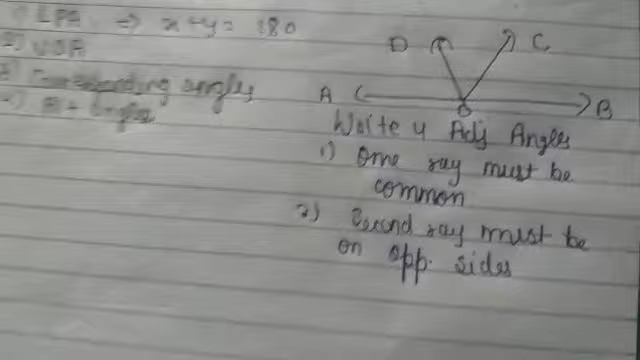 LPA => x + y = 180
2) VOA
angles
D C
A B
O
Write 4 Adj Angles
1) One ray must be
common
2) Second ray must be
on opp. sides